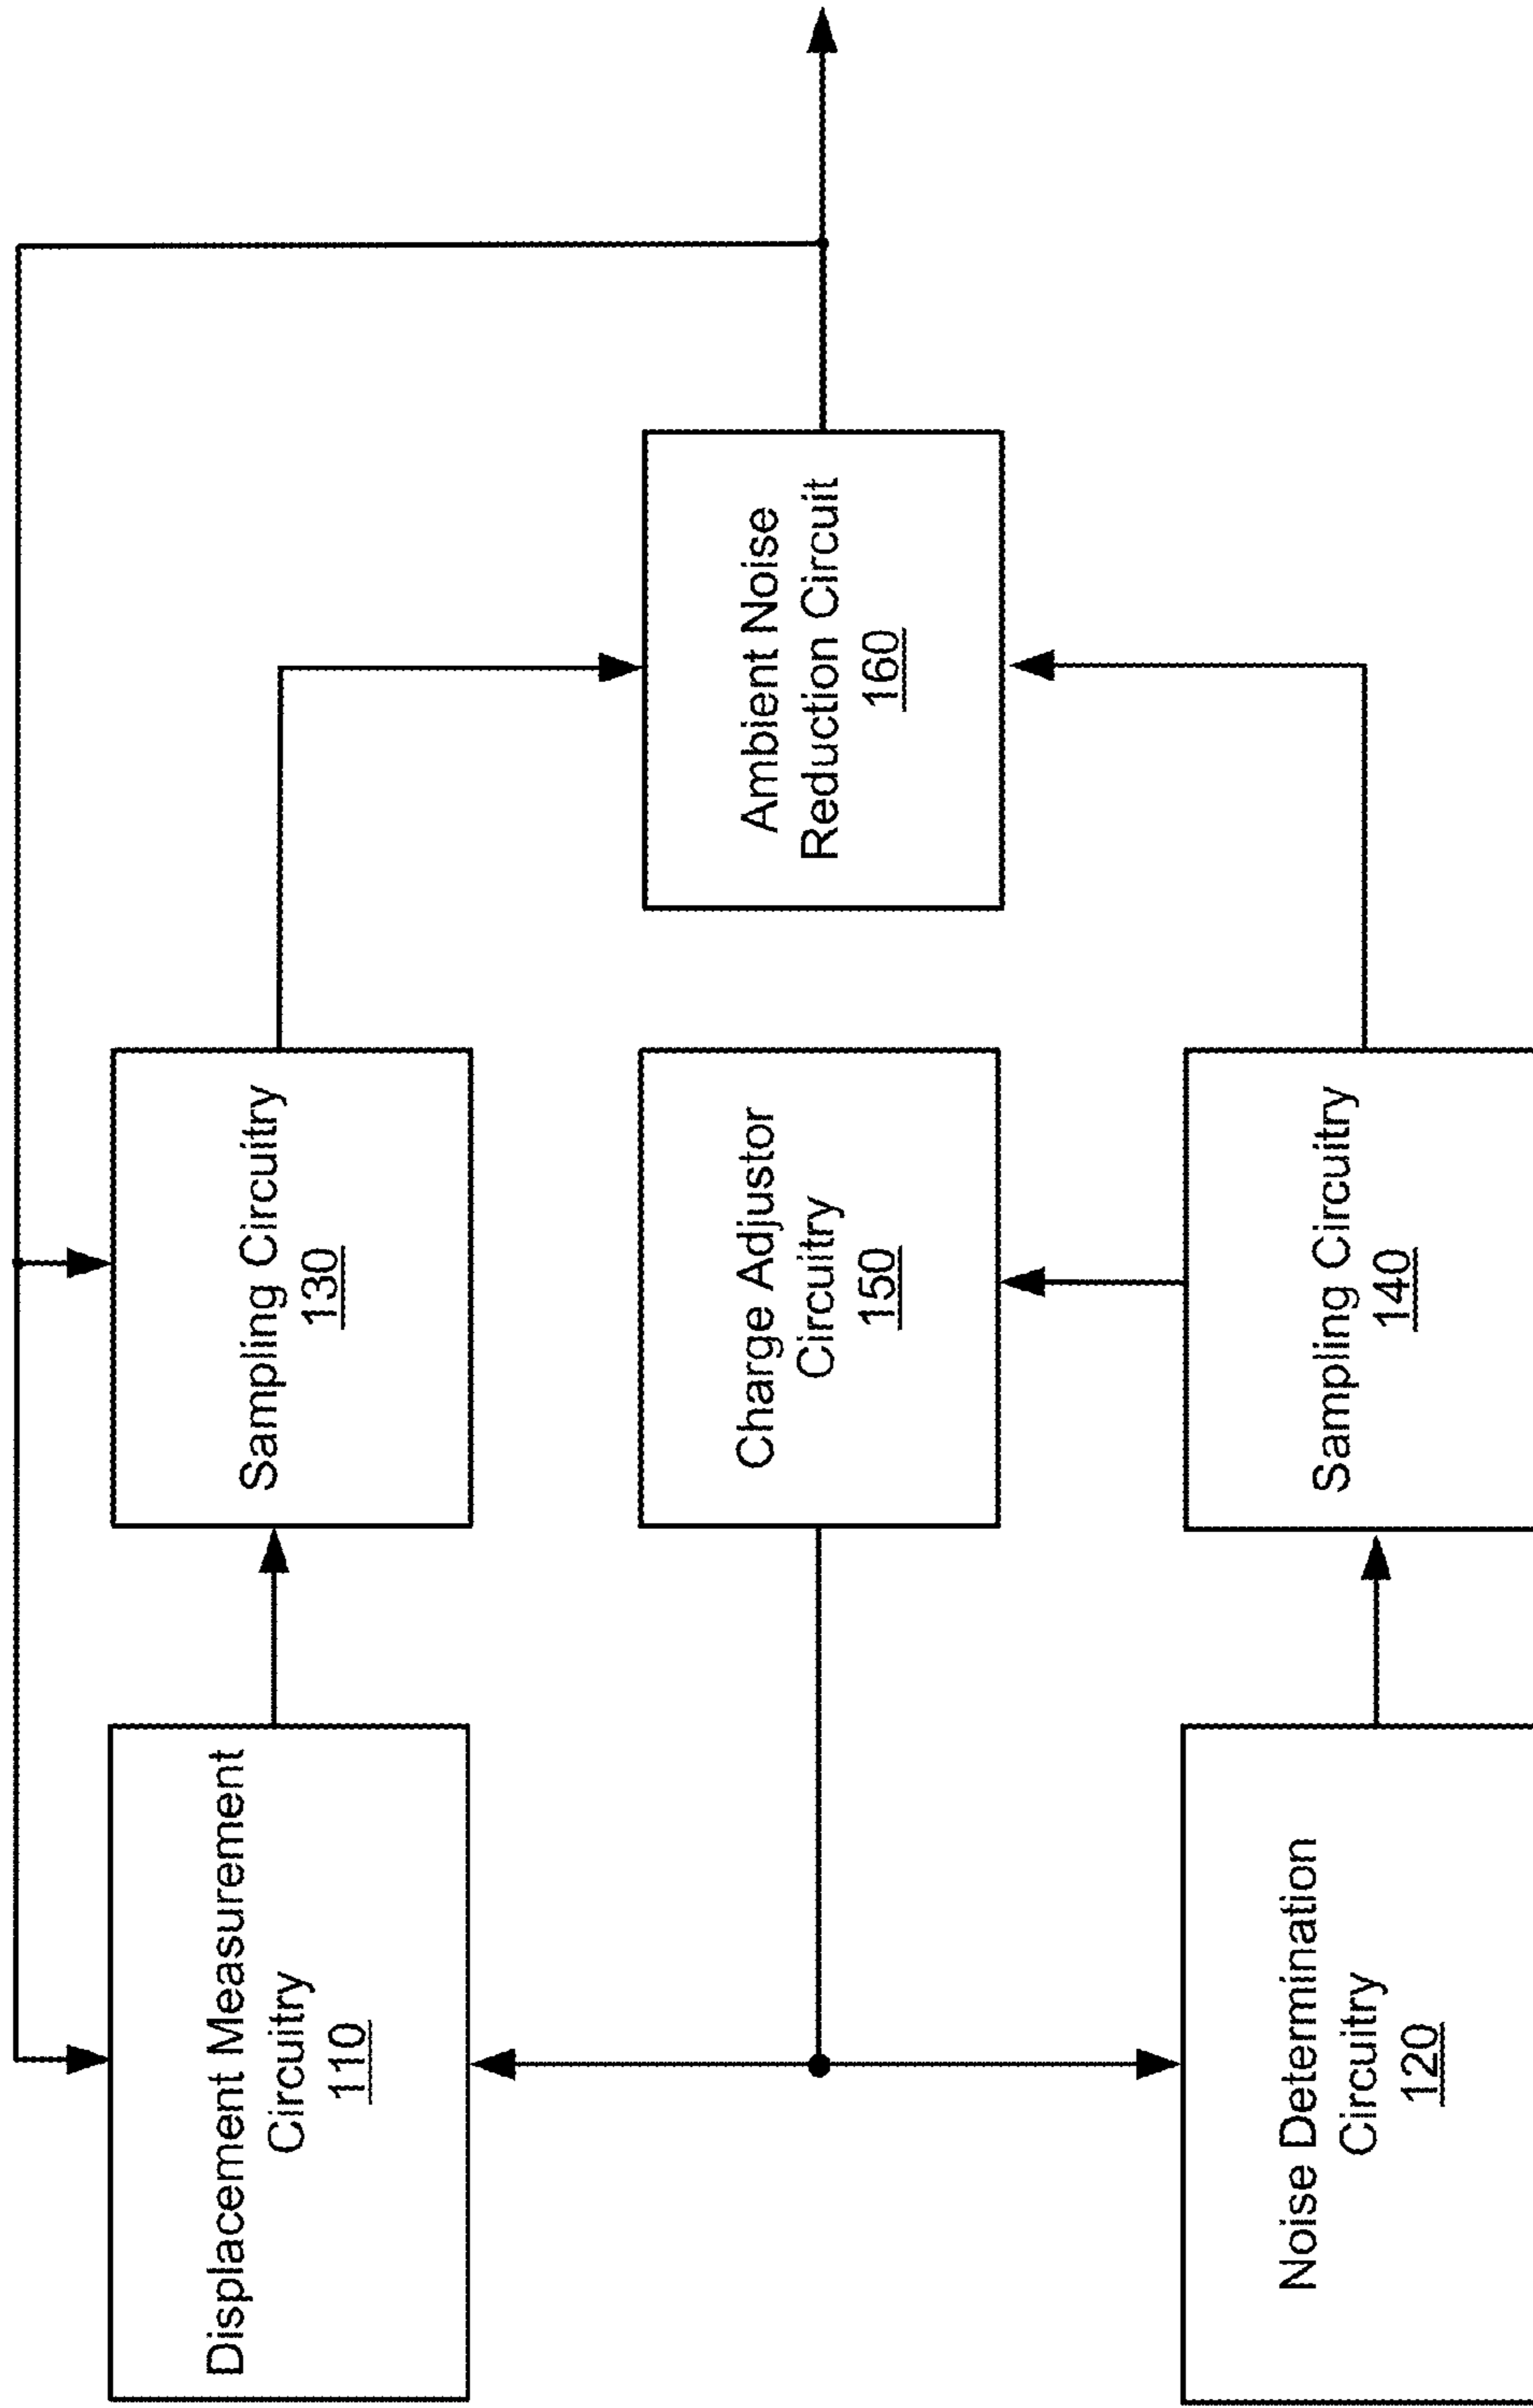 Displacement Measurement
Circuitry
110
Sampling Circuitry
130
Charge Adjustor
Circuitry
150
Ambient Noise
Reduction Circuit
160
Noise Determination
Circuitry
120
Sampling Circuitry
140